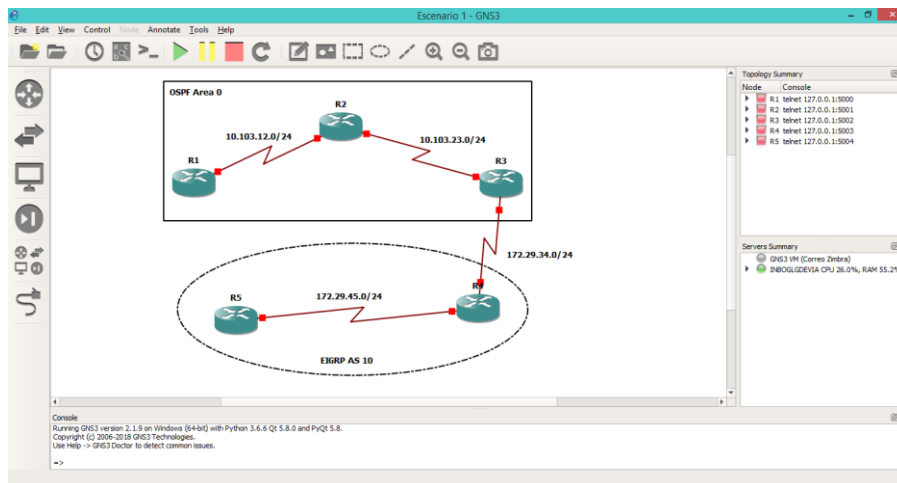 Escenario 1 - GNS3
File Edit View Control Node Annotate Tools Help
OSPF Area 0
R2
10.103.12.0/24
10.103.23.0/24
R1
R3
172.29.34.0/24
R5
172.29.45.0/24
R4
EIGRP AS 10
Topology Summary
Node Console
R1 telnet 127.0.0.1:5000
R2 telnet 127.0.0.1:5001
R3 telnet 127.0.0.1:5002
R4 telnet 127.0.0.1:5003
R5 telnet 127.0.0.1:5004
Servers Summary
GNS3 VM (Correo Zimbra)
INBOGLGDEVIA CPU 26.0%, RAM 55.2%
Console
Running GNS3 version 2.1.9 on Windows (64-bit) with Python 3.6.6 Qt 5.8.0 and PyQt 5.8.
Copyright (c) 2006-2018 GNS3 Technologies.
Use Help -> GNS3 Doctor to detect common issues.
=>